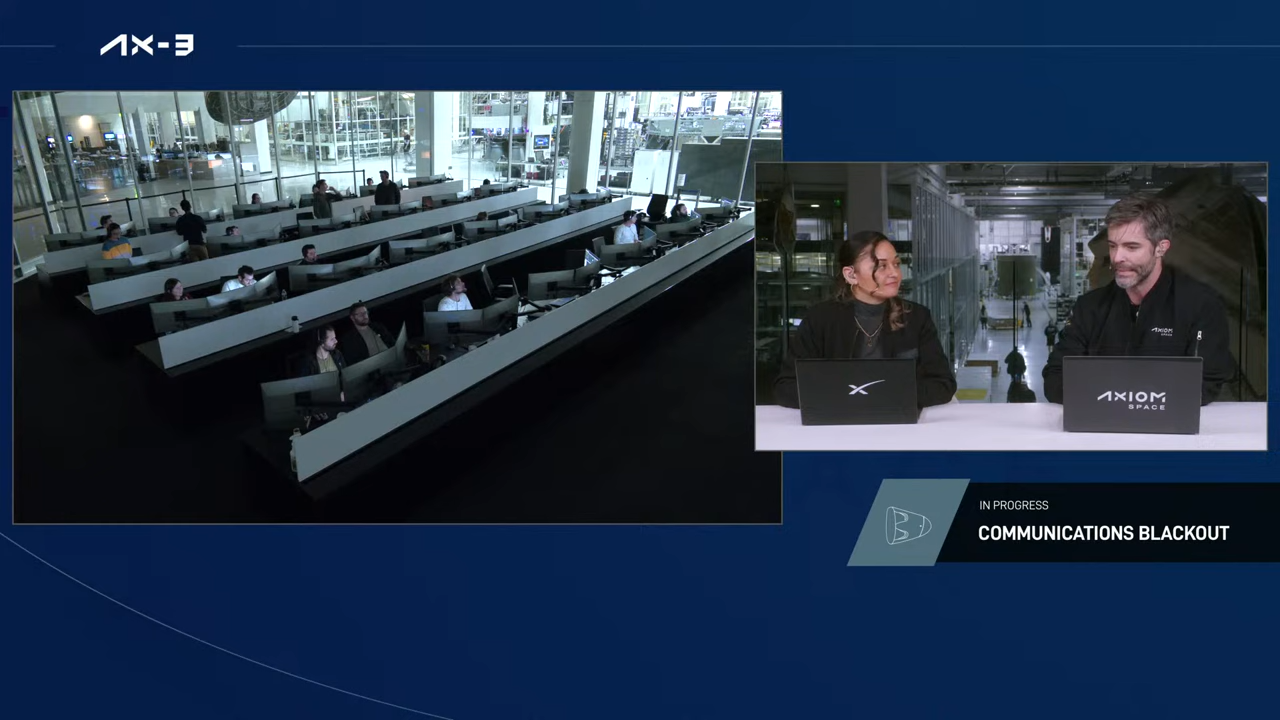 AX-3
AXIOM
SPACE
AXIOM
SPACE
IN PROGRESS
COMMUNICATIONS BLACKOUT